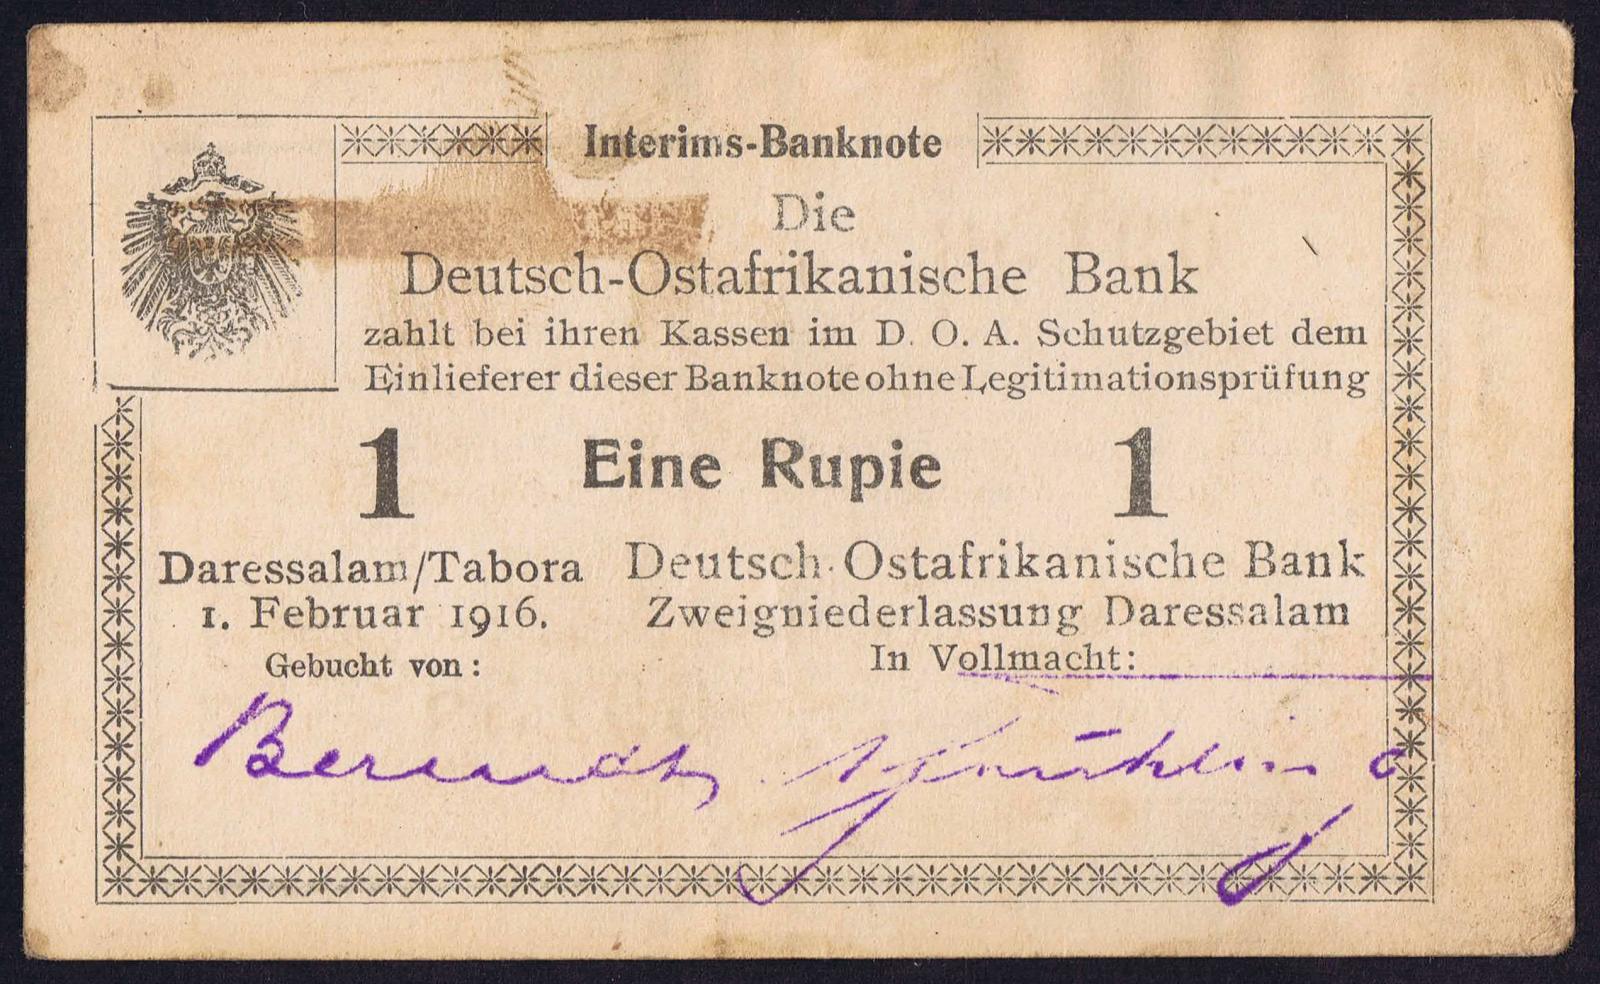 Interims-Banknote
Die
Deutsch-Ostafrikanische Bank
zahlt bei ihren Kassen im D. O. A. Schutzgebiet dem
Einlieferer dieser Banknote ohne Legitimationsprüfung
1 Eine Rupie 1
Daressalam/Tabora
1. Februar 1916.
Gebucht von:
Deutsch-Ostafrikanische Bank
Zweigniederlassung Daressalam
In Vollmacht: